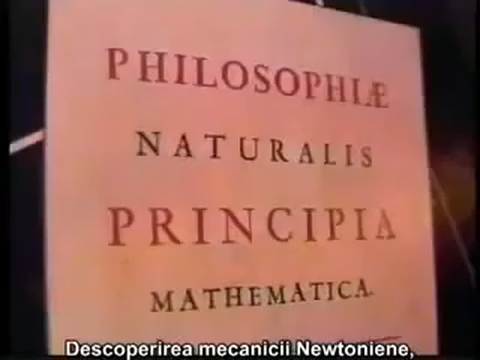 PHILOSOPHIÆ
NATURALIS
PRINCIPIA
MATHEMATICA.
Descoperirea mecanicii Newtoniene,